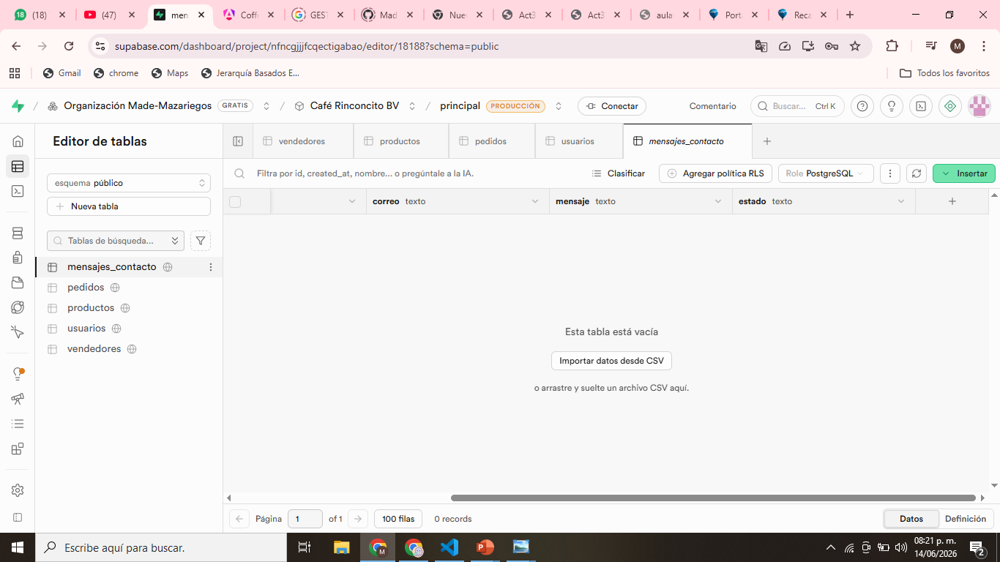 18 (18)
(47)
men
Coff
GEST
Mad
Nue
Act3
Act3
aula
Port
Reca
supabase.com/dashboard/project/nfncgjjjfcqectigabao/editor/18188?schema=public
M
Gmail
chrome
Maps
Jerarquía Basados E...
Todos los favoritos
/ Organización Made-Mazariegos GRATIS / Café Rinconcito BV / principal PRODUCCIÓN Conectar
Comentario
Buscar... Ctrl K
Editor de tablas
vendedores
productos
pedidos
usuarios
mensajes_contacto
esquema público
Nueva tabla
Tablas de búsqueda...
mensajes_contacto
pedidos
productos
usuarios
vendedores
Filtra por id, created_at, nombre... o pregúntale a la IA.
Clasificar
Agregar política RLS
Role PostgreSQL
Insertar
correo texto
mensaje texto
estado texto
Esta tabla está vacía
Importar datos desde CSV
o arrastre y suelte un archivo CSV aquí.
Página 1 of 1
100 filas
0 records
Datos
Definición
Escribe aquí para buscar.
M
08:21 p. m.
14/06/2026
2